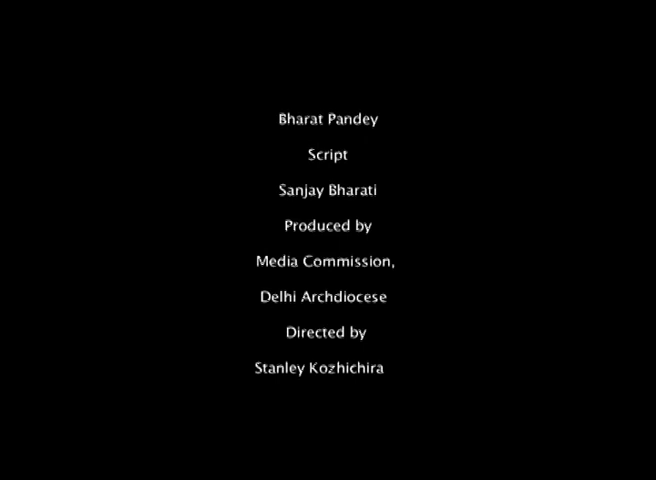 Bharat Pandey
Script
Sanjay Bharati
Produced by
Media Commission,
Delhi Archdiocese
Directed by
Stanley Kozhichira